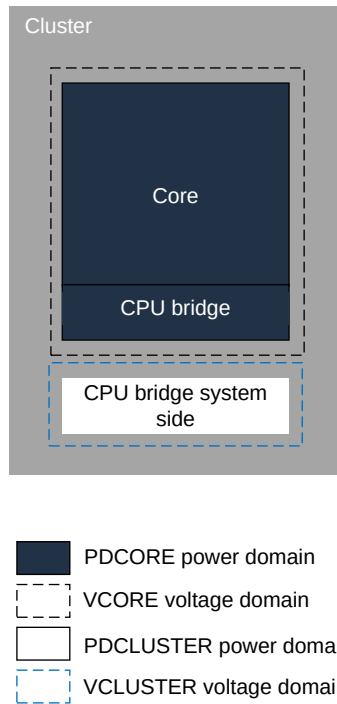 Cluster
Core
CPU bridge
CPU bridge system
side
PDCORE power domain
VCORE voltage domain
PDCLUSTER power doma
VCLUSTER voltage domai